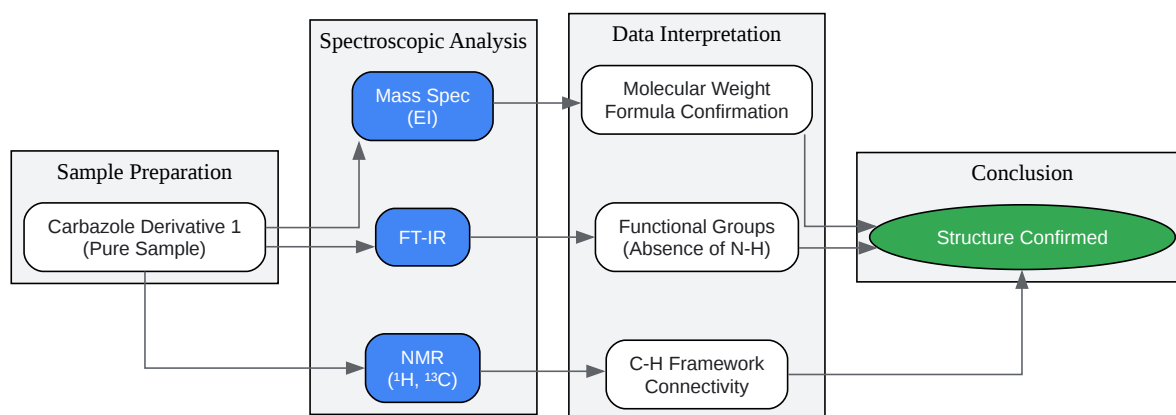 Sample Preparation
Carbazole Derivative 1
(Pure Sample)
Spectroscopic Analysis
Mass Spec
(EI)
FT-IR
NMR
(¹H, ¹³C)
Data Interpretation
Molecular Weight
Formula Confirmation
Functional Groups
(Absence of N-H)
C-H Framework
Connectivity
Conclusion
Structure Confirmed